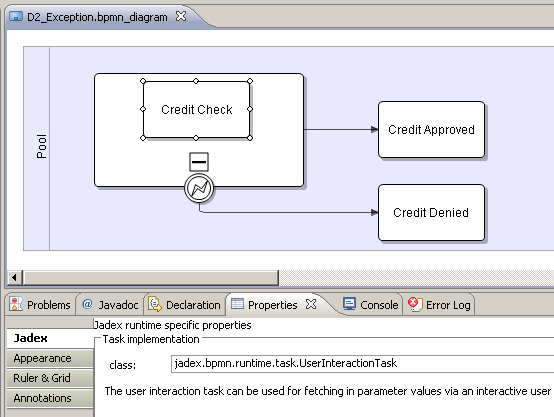 D2_Exception.bpmn_diagram
Pool
Credit Check
Credit Approved
Credit Denied
Problems @ Javadoc Declaration Properties Console Error Log
Jadex runtime specific properties
Jadex
Task implementation
Appearance
class: jadex.bpmn.runtime.task.UserInteractionTask
Ruler & Grid
The user interaction task can be used for fetching in parameter values via an interactive user
Annotations